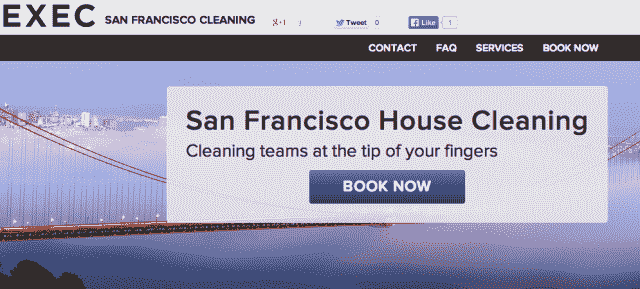 EXEC SAN FRANCISCO CLEANING +1 Tweet 0 Like 1
CONTACT FAQ SERVICES BOOK NOW
San Francisco House Cleaning
Cleaning teams at the tip of your fingers
BOOK NOW